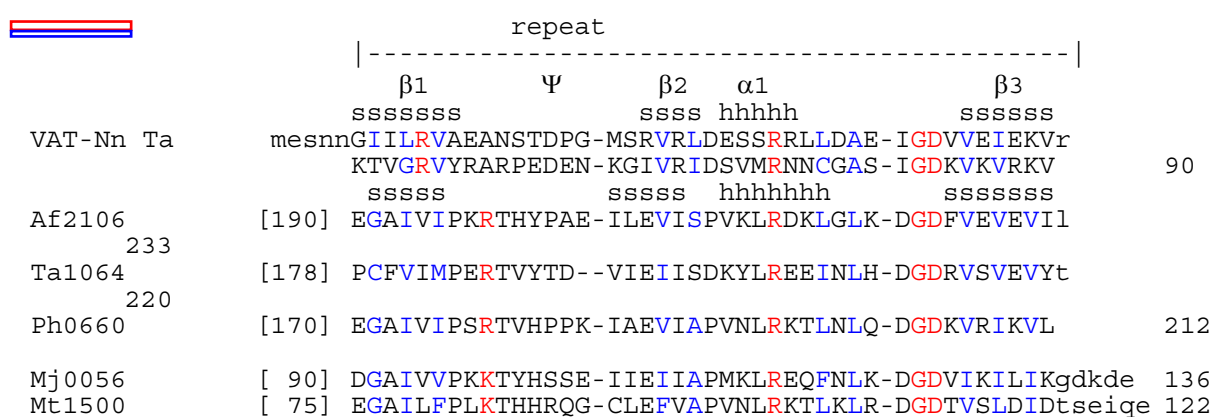 repeat
|-----------------------------------------------|
β1 Ψ β2 α1 β3
sssssss ssss hhhhh ssssss
VAT-Nn Ta mesnnGIILRVAEANSTDPG-MSRVRLDESSRRLLDAE-IGDVVEIEKVr
KTVGRVYRARPEDEN-KGIVRIDSVMRNNCGAS-IGDKVKVRKV 90
sssss sssss hhhhhhh sssssss
Af2106 [190] EGAIVIPKRTHYPAE-ILEVISPVKLRDKLGLK-DGDFVEVEVIl
233
Ta1064 [178] PCFVIMPERTVYTD--VIEIISDKYLREEINLH-DGDRVSVEVYt
220
Ph0660 [170] EGAIVIPSRTVHPPK-IAEVIAPVNLRKTLNLQ-DGDKVRIKVL 212
Mj0056 [ 90] DGAIVVPKKTYHSSE-IIEIIAPMKLREQFNLK-DGDVIKILIKgdkde 136
Mt1500 [ 75] EGAILFPLKTHHRQG-CLEFVAPVNLRKTLKLR-DGDTVSLDIDtseiqe 122